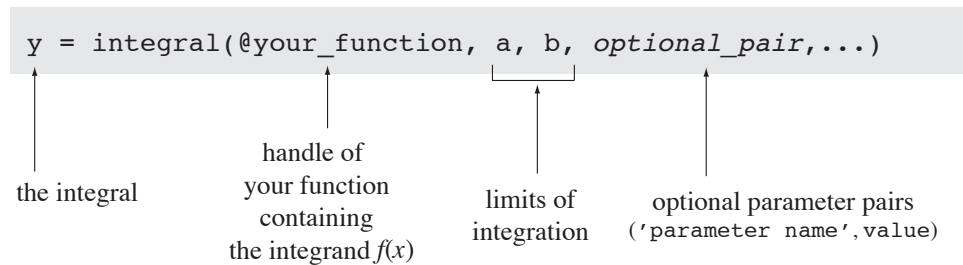 y = integral(@your_function, a, b, optional_pair,...)
the integral
handle of
your function
containing
the integrand f(x)
limits of
integration
optional parameter pairs
('parameter name',value)